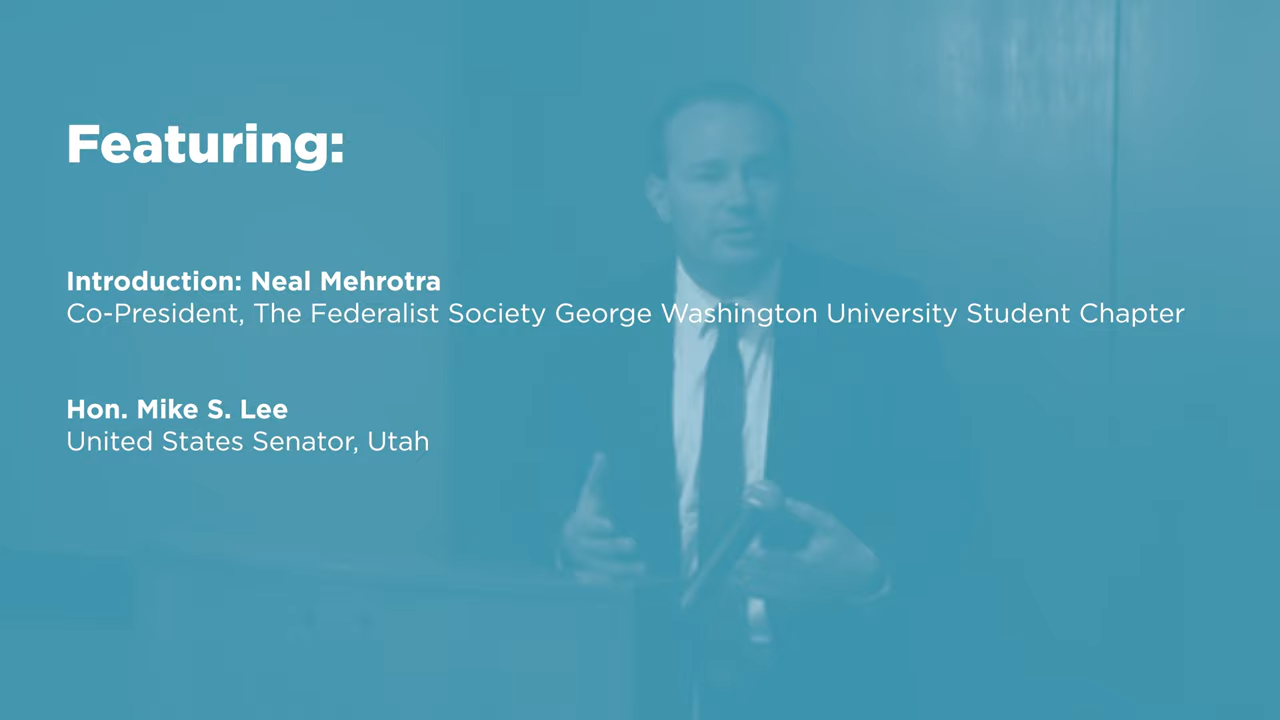 Featuring:
Introduction: Neal Mehrotra
Co-President, The Federalist Society George Washington University Student Chapter
Hon. Mike S. Lee
United States Senator, Utah